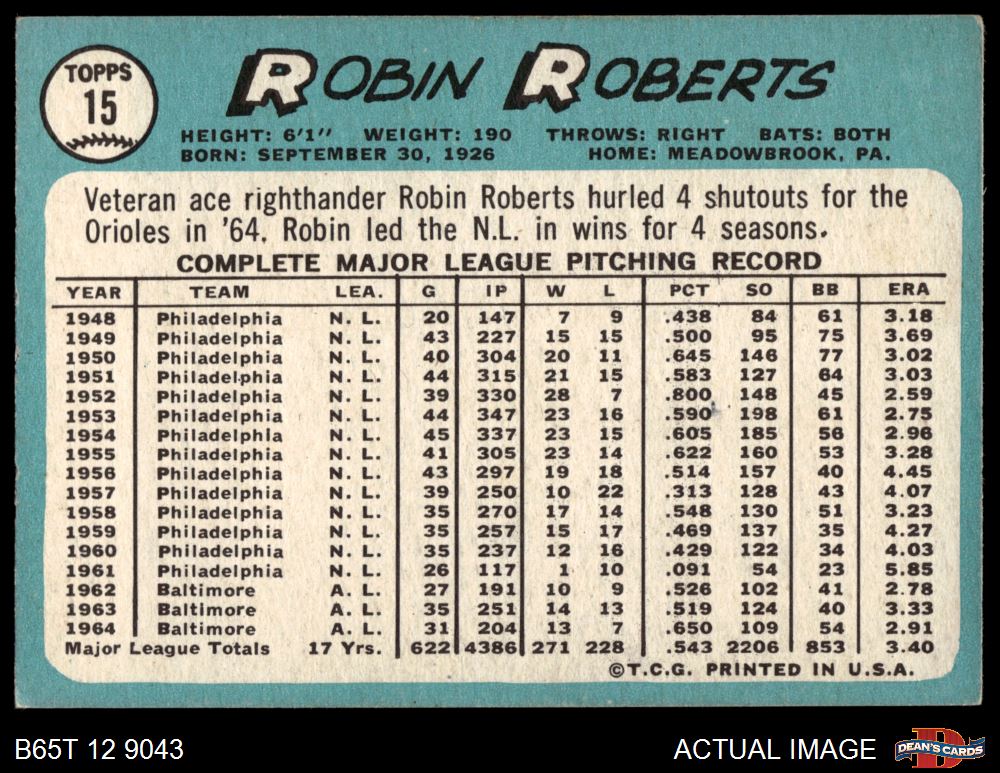 TOPPS
15
ROBIN ROBERTS
HEIGHT: 6'1" WEIGHT: 190 THROWS: RIGHT BATS: BOTH
BORN: SEPTEMBER 30, 1926 HOME: MEADOWBROOK, PA.
Veteran ace righthander Robin Roberts hurled 4 shutouts for the
Orioles in '64. Robin led the N.L. in wins for 4 seasons.
COMPLETE MAJOR LEAGUE PITCHING RECORD
YEAR TEAM LEA. G IP W L PCT SO BB ERA
1948 Philadelphia N. L. 20 147 7 9 .438 84 61 3.18
1949 Philadelphia N. L. 43 227 15 15 .500 95 75 3.69
1950 Philadelphia N. L. 40 304 20 11 .645 146 77 3.02
1951 Philadelphia N. L. 44 315 21 15 .583 127 64 3.03
1952 Philadelphia N. L. 39 330 28 7 .800 148 45 2.59
1953 Philadelphia N. L. 44 347 23 16 .590 198 61 2.75
1954 Philadelphia N. L. 45 337 23 15 .605 185 56 2.96
1955 Philadelphia N. L. 41 305 23 14 .622 160 53 3.28
1956 Philadelphia N. L. 43 297 19 18 .514 157 40 4.45
1957 Philadelphia N. L. 39 250 10 22 .313 128 43 4.07
1958 Philadelphia N. L. 35 270 17 14 .548 130 51 3.23
1959 Philadelphia N. L. 35 257 15 17 .469 137 35 4.27
1960 Philadelphia N. L. 35 237 12 16 .429 122 34 4.03
1961 Philadelphia N. L. 26 117 1 10 .091 54 23 5.85
1962 Baltimore A. L. 27 191 10 9 .526 102 41 2.78
1963 Baltimore A. L. 35 251 14 13 .519 124 40 3.33
1964 Baltimore A. L. 31 204 13 7 .650 109 54 2.91
Major League Totals 17 Yrs. 622 4386 271 228 .543 2206 853 3.40
©T.C.G. PRINTED IN U.S.A.
B65T 12 9043 ACTUAL IMAGE DEAN'S CARDS